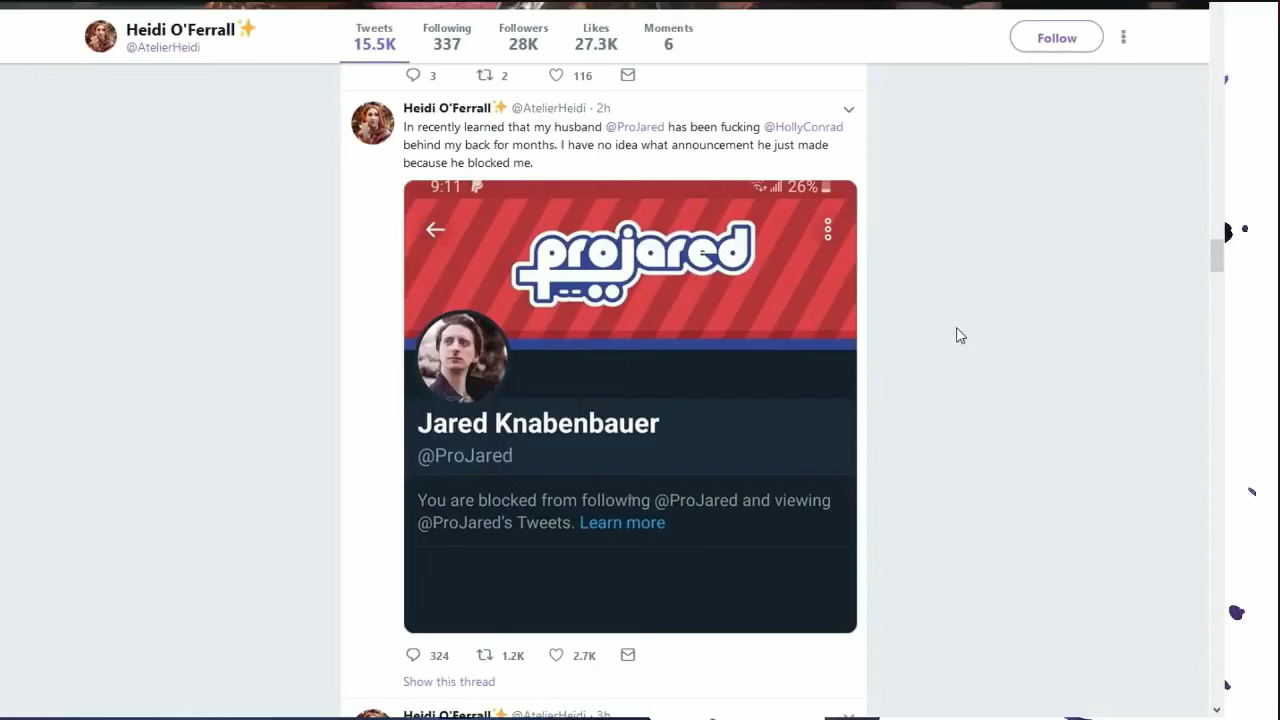 Heidi O'Ferrall✨
@AtelierHeidi
Tweets Following Followers Likes Moments
15.5K 337 28K 27.3K 6
Follow
3 2 116
Heidi O'Ferrall✨ @AtelierHeidi · 2h
In recently learned that my husband @ProJared has been fucking @HollyConrad
behind my back for months. I have no idea what announcement he just made
because he blocked me.
9:11 26%
projared
Jared Knabenbauer
@ProJared
You are blocked from following @ProJared and viewing
@ProJared's Tweets. Learn more
324 1.2K 2.7K
Show this thread
Heidi O'Ferrall✨ @AtelierHeidi · 3h